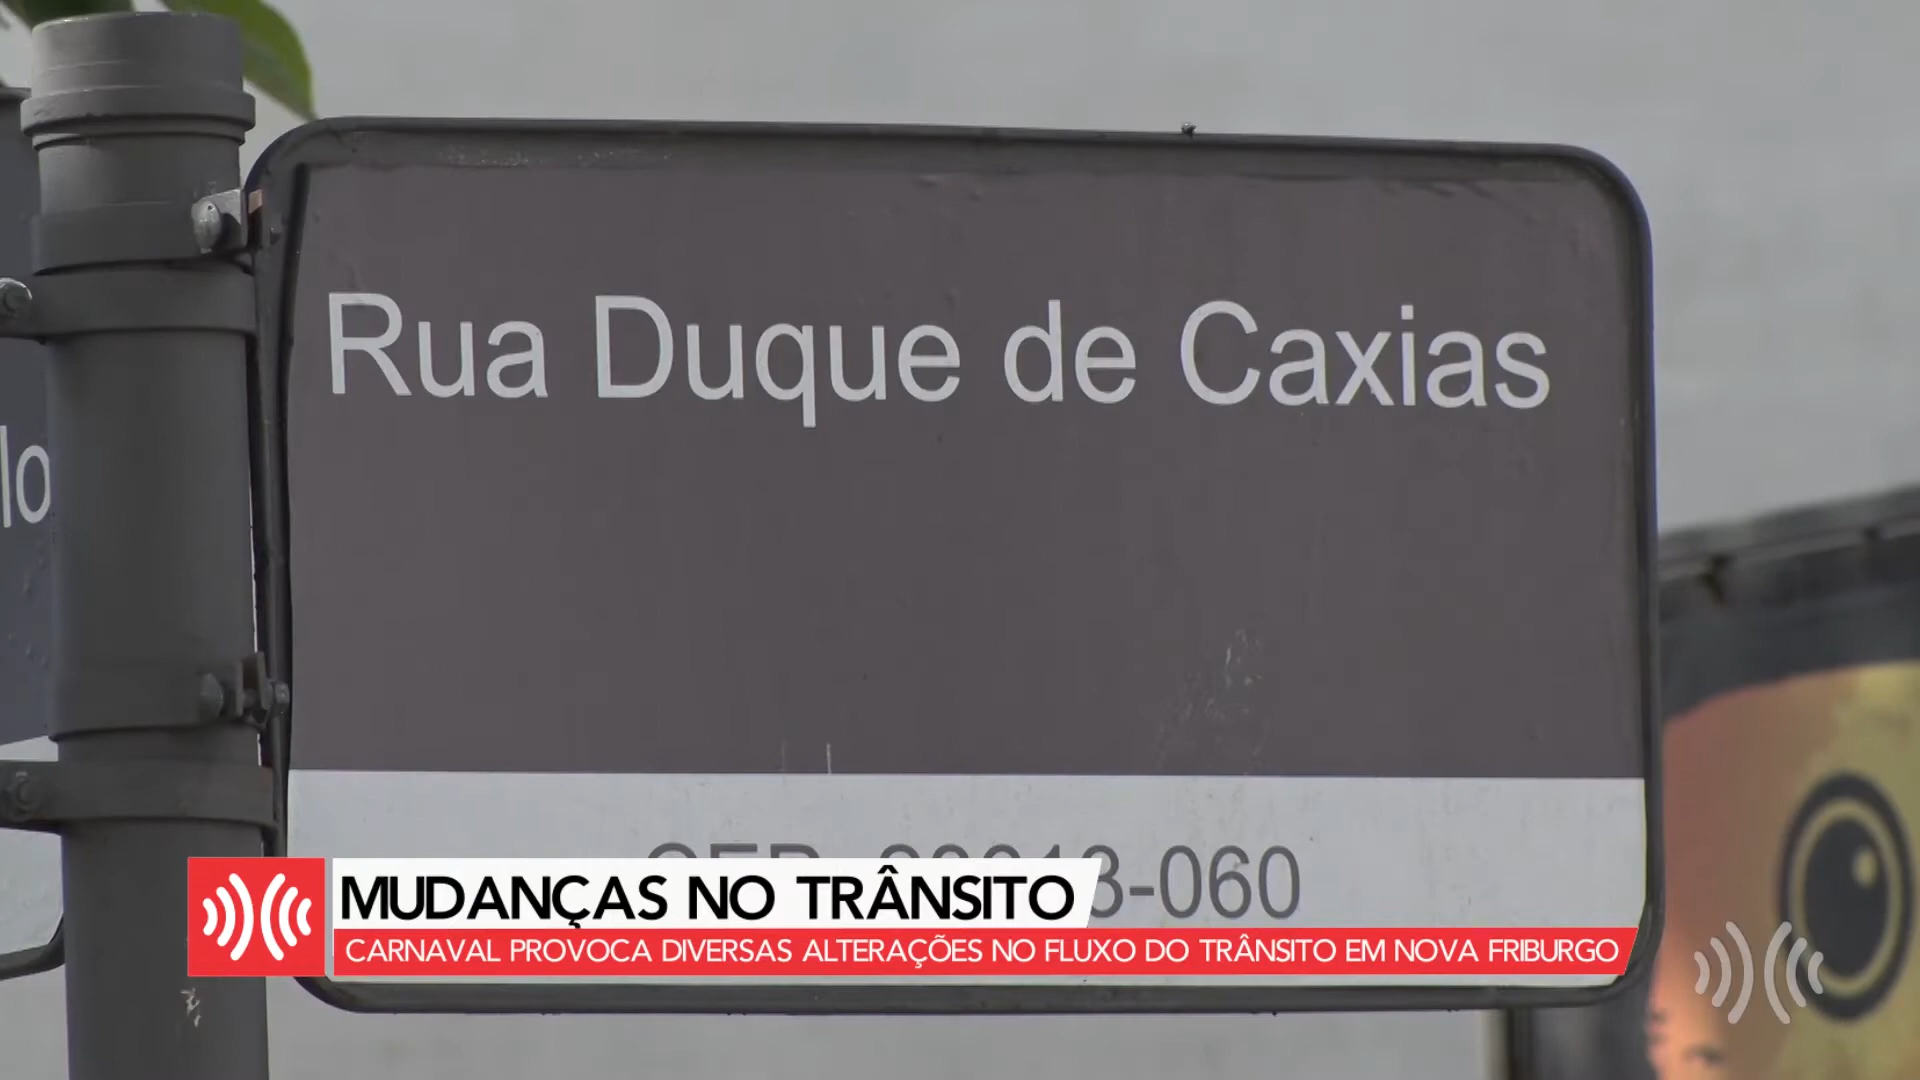 Rua Duque de Caxias
lo
3-060
MUDANÇAS NO TRÂNSITO
CARNAVAL PROVOCA DIVERSAS ALTERAÇÕES NO FLUXO DO TRÂNSITO EM NOVA FRIBURGO